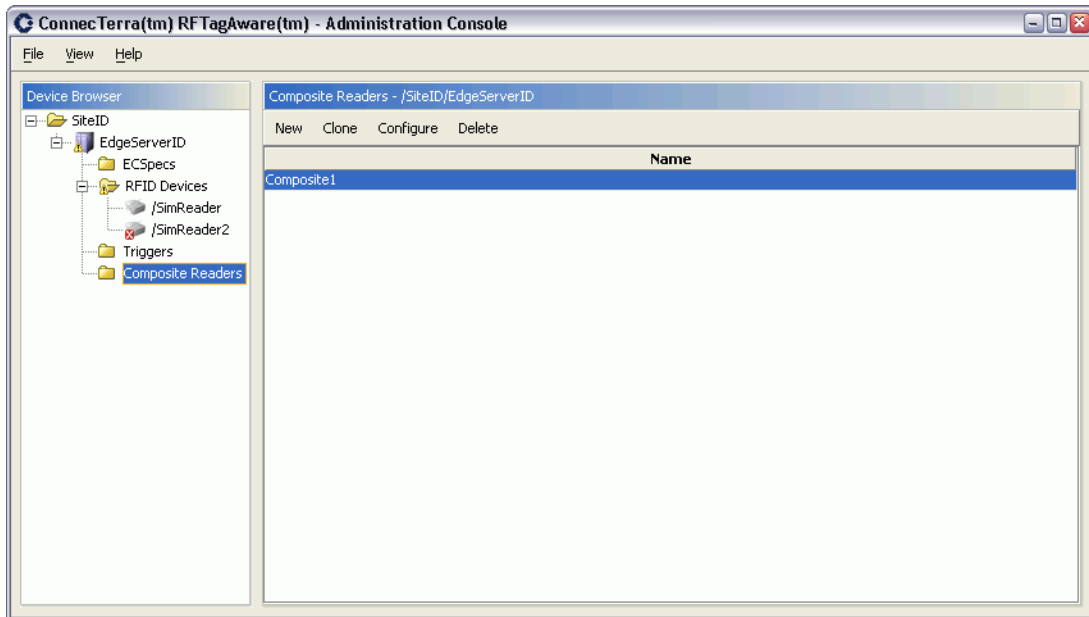 ConnecTerra(tm) RFTagAware(tm) - Administration Console
File View Help
Device Browser
SiteID
EdgeServerID
ECSpecs
RFID Devices
/SimReader
/SimReader2
Triggers
Composite Readers
Composite Readers - /SiteID/EdgeServerID
New Clone Configure Delete
Name
Composite1